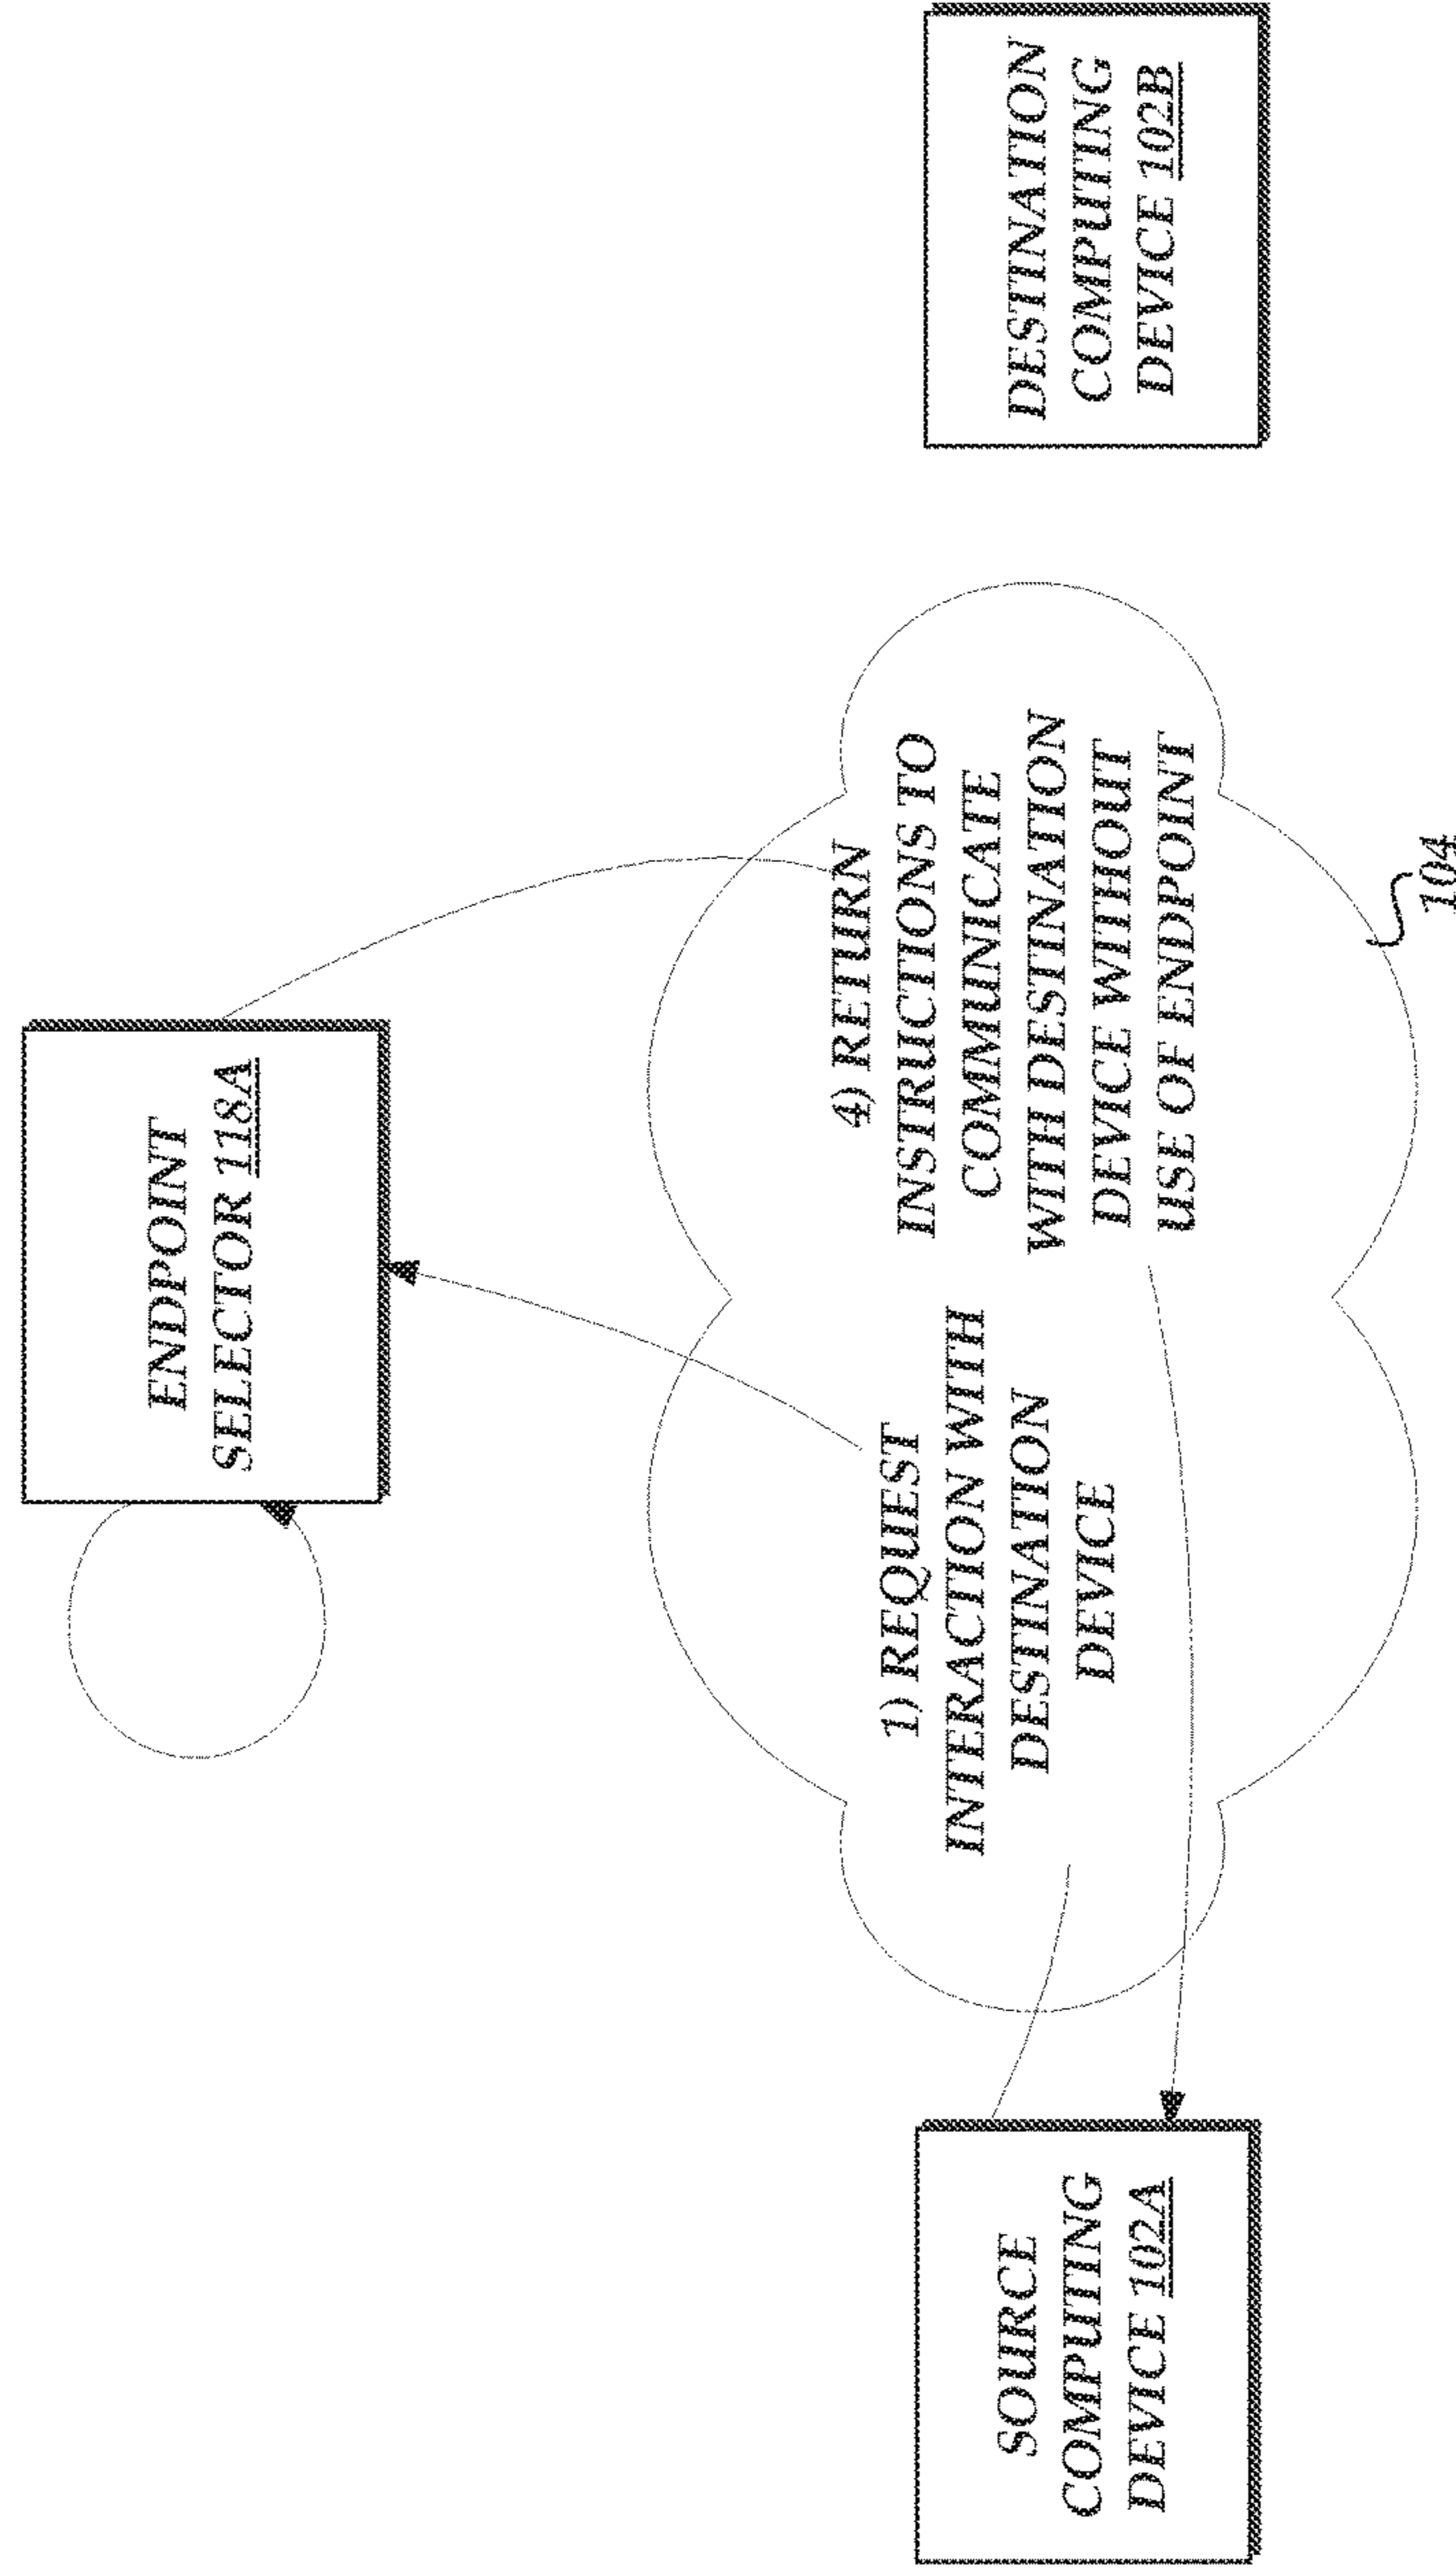 ENDPOINT
SELECTOR 118A
1) REQUEST
INTERACTION WITH
DESTINATION
DEVICE
4) RETURN
INSTRUCTIONS TO
COMMUNICATE
WITH DESTINATION
DEVICE WITHOUT
USE OF ENDPOINT
SOURCE
COMPUTING
DEVICE 102A
DESTINATION
COMPUTING
DEVICE 102B
104